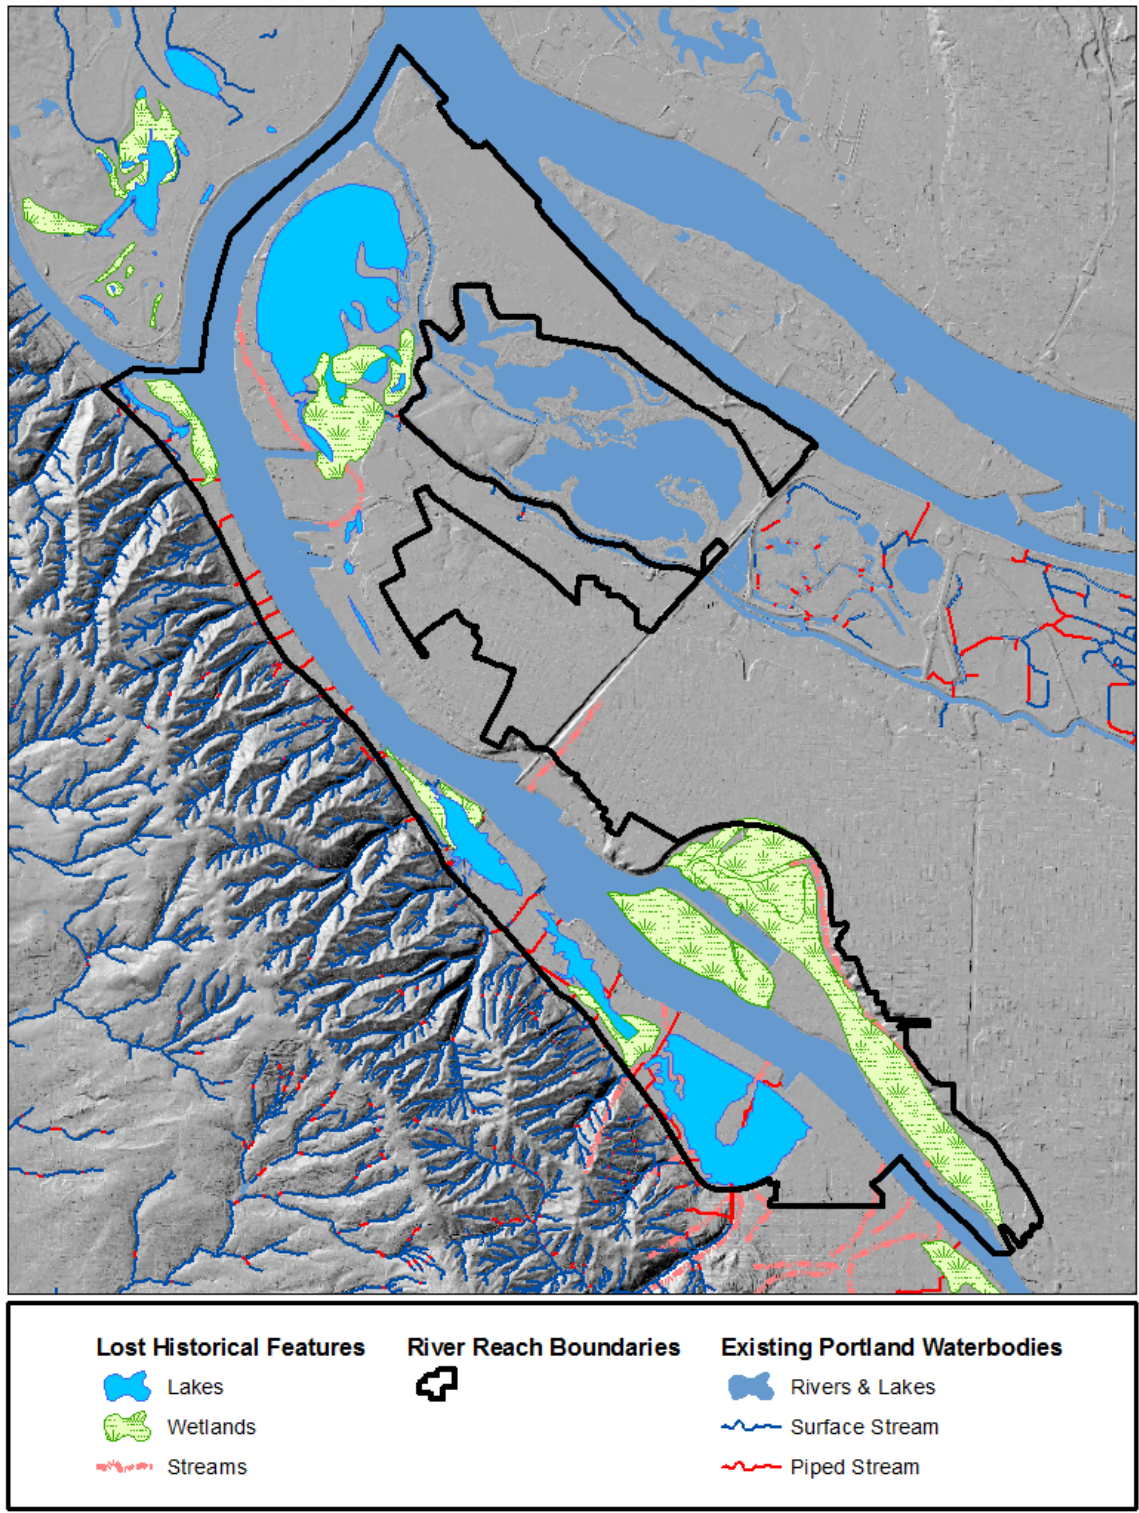 Lost Historical Features
Lakes
Wetlands
Streams
River Reach Boundaries
Existing Portland Waterbodies
Rivers & Lakes
Surface Stream
Piped Stream